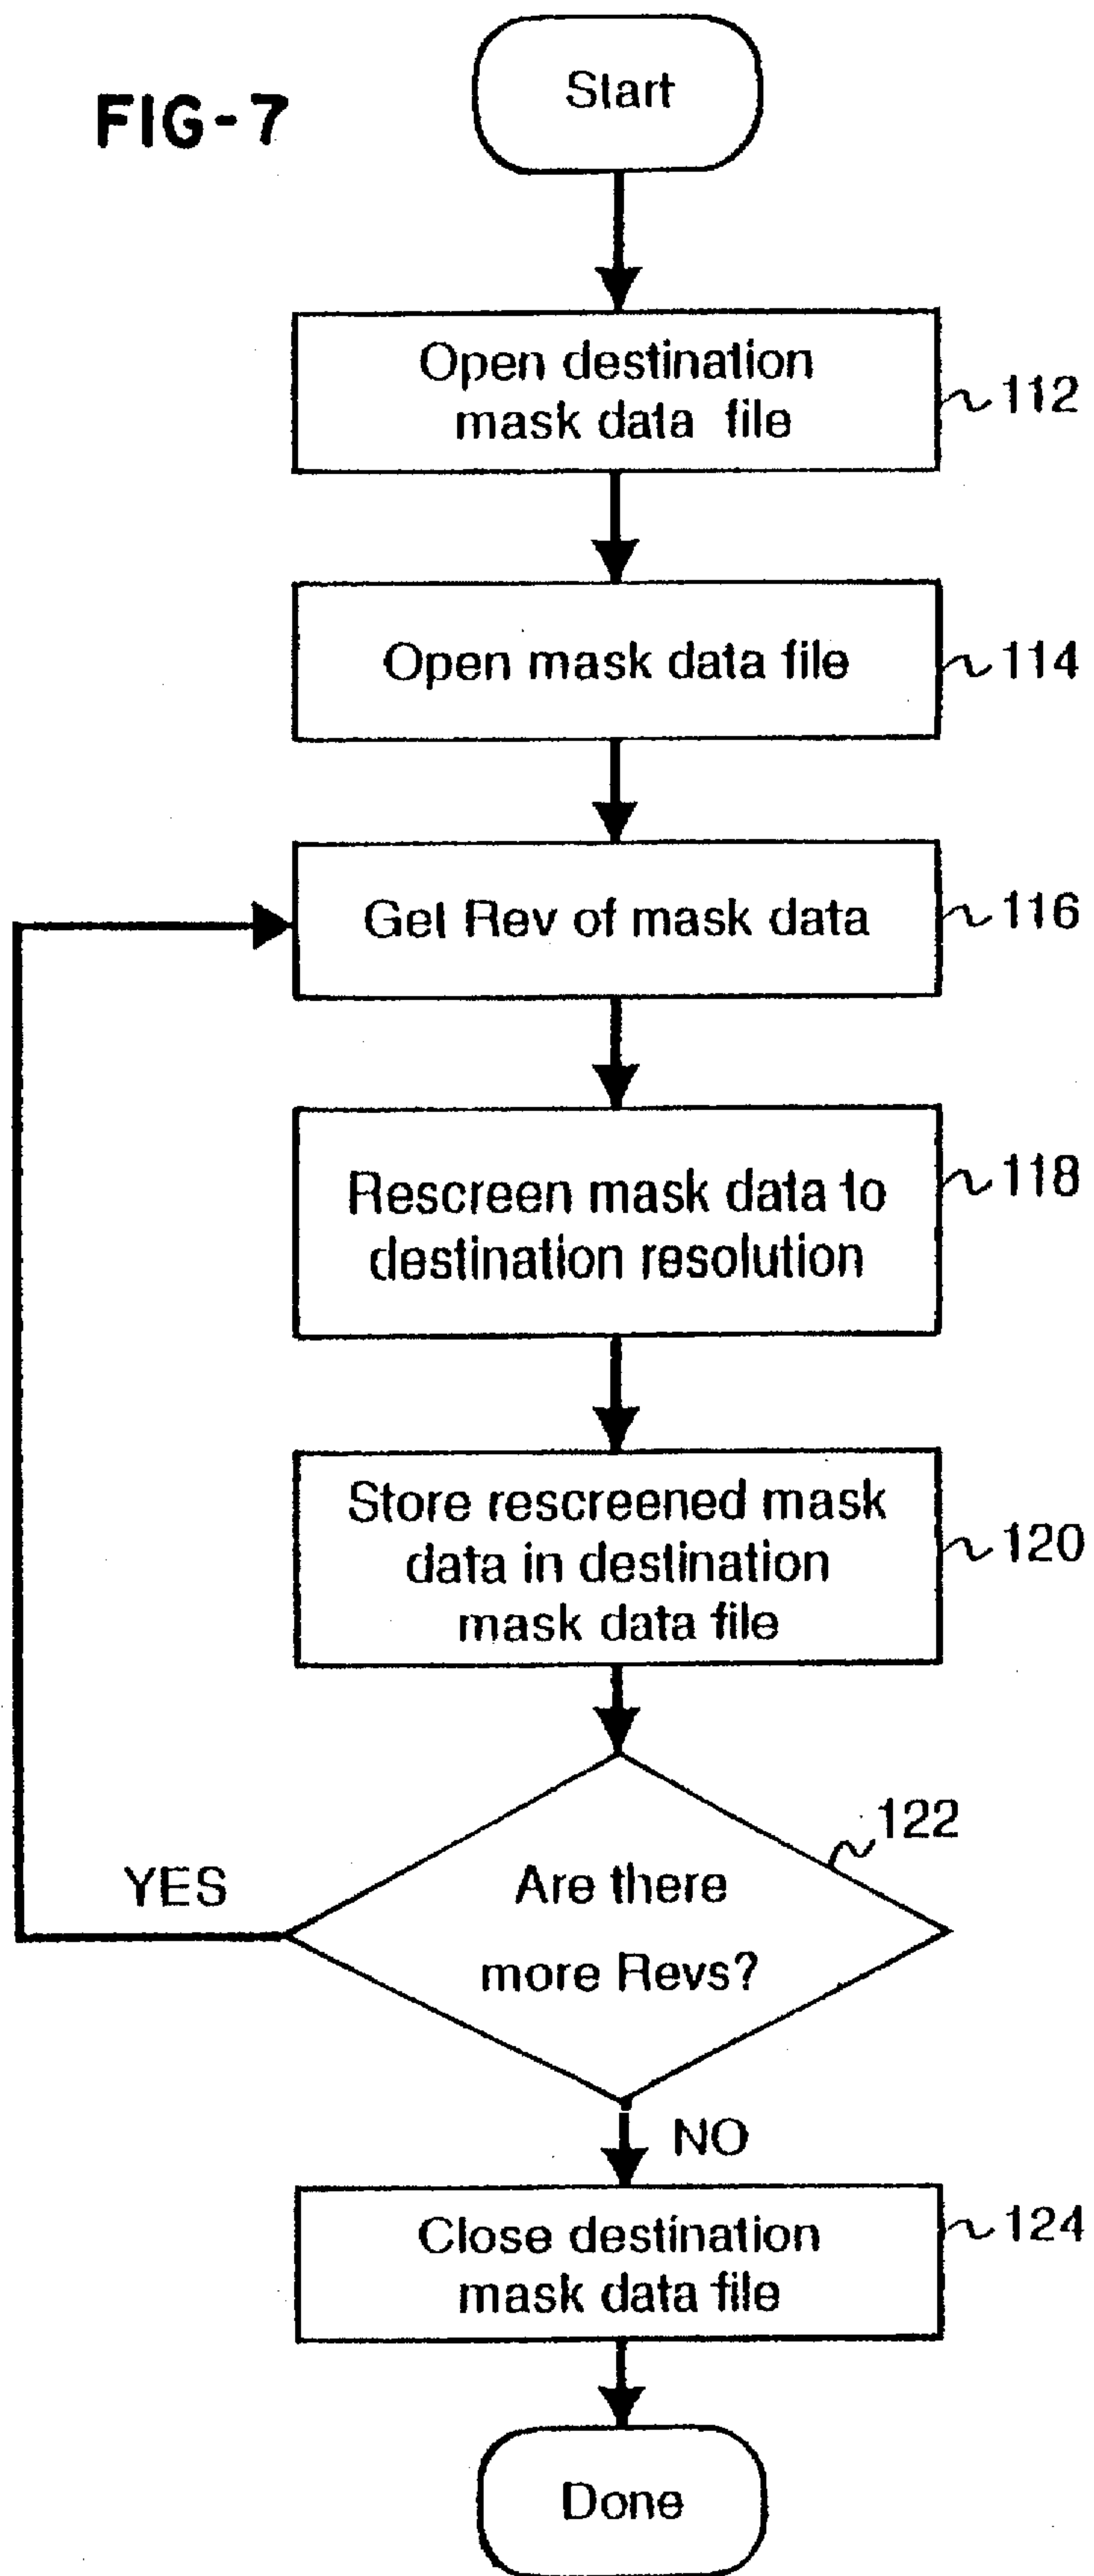 FIG-7
Start
Open destination
mask data file
112
Open mask data file
114
Get Rev of mask data
116
Rescreen mask data to
destination resolution
118
Store rescreened mask
data in destination
mask data file
120
122
Are there
more Revs?
YES
NO
Close destination
mask data file
124
Done